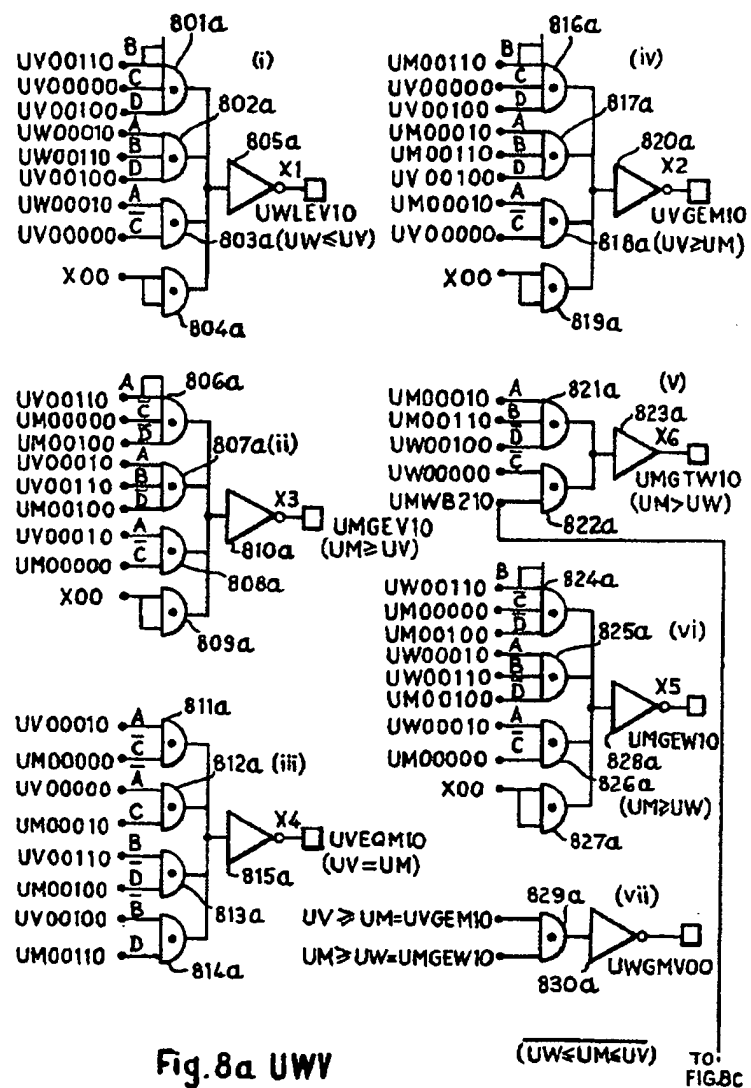 801a
(i)
B
UV00110
C
UV00000
D
UV00100
802a
A
UW00010
B
UW00110
D
UV00100
805a
X1
UWLEV10
A
UW00010
C̅
UV00000
803a (UW≤UV)
X00
804a
816a
(iv)
B
UM00110
C
UV00000
D
UV00100
817a
A
UM00010
B
UM00110
D
UV00100
820a
X2
UVGEM10
A
UM00010
C̅
UV00000
818a (UV≥UM)
X00
819a
806a
A
UV00110
C̅
UM00000
D̅
UM00100
807a (ii)
A
UV00010
B
UV00110
D̅
UM00100
X3
810a
UMGEV10
(UM≥UV)
A
UV00010
C̅
UM00000
808a
X00
809a
821a
(v)
A
UM00010
B
UM00110
D̅
UW00100
823a
X6
UMGTW10
(UM>UW)
C̅
UW00000
UMWB210
822a
824a
B
UW00110
C̅
UM00000
D̅
UM00100
825a (vi)
A
UW00010
B
UW00110
D̅
UM00100
X5
828a
UMGEW10
A
UW00010
C̅
UM00000
826a
(UM≥UW)
X00
827a
811a
A
UV00010
C̅
UM00000
812a (iii)
A̅
UV00000
C
UM00010
X4
815a
UVEQM10
(UV=UM)
B
UV00110
D̅
UM00100
813a
B̅
UV00100
D
UM00110
814a
829a
(vii)
UV≥UM=UVGEM10
UM≥UW=UMGEW10
830a
UWGMV00
(UW≤UM≤UV)
Fig.8a UWV
TO:
FIG.8C